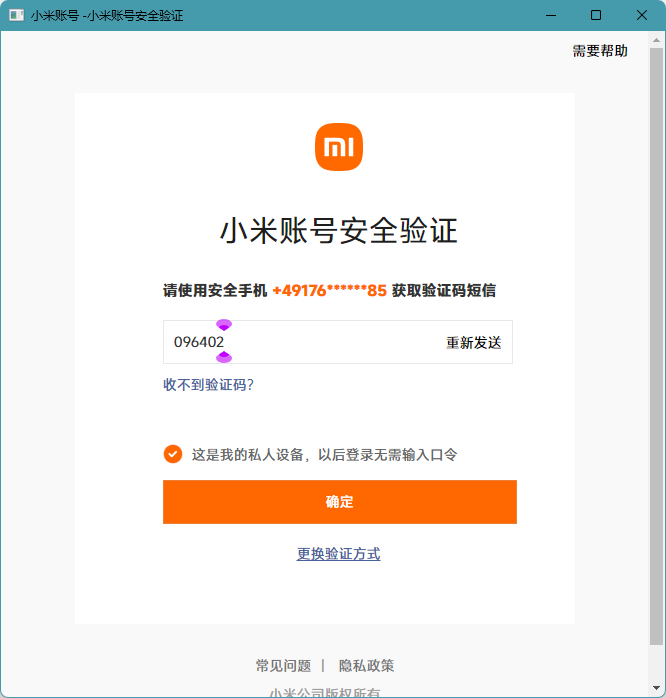 小米账号 -小米账号安全验证
需要帮助
小米账号安全验证
请使用安全手机 +49176******85 获取验证码短信
096402 重新发送
收不到验证码？
这是我的私人设备，以后登录无需输入口令
确定
更换验证方式
常见问题 | 隐私政策
小米公司版权所有